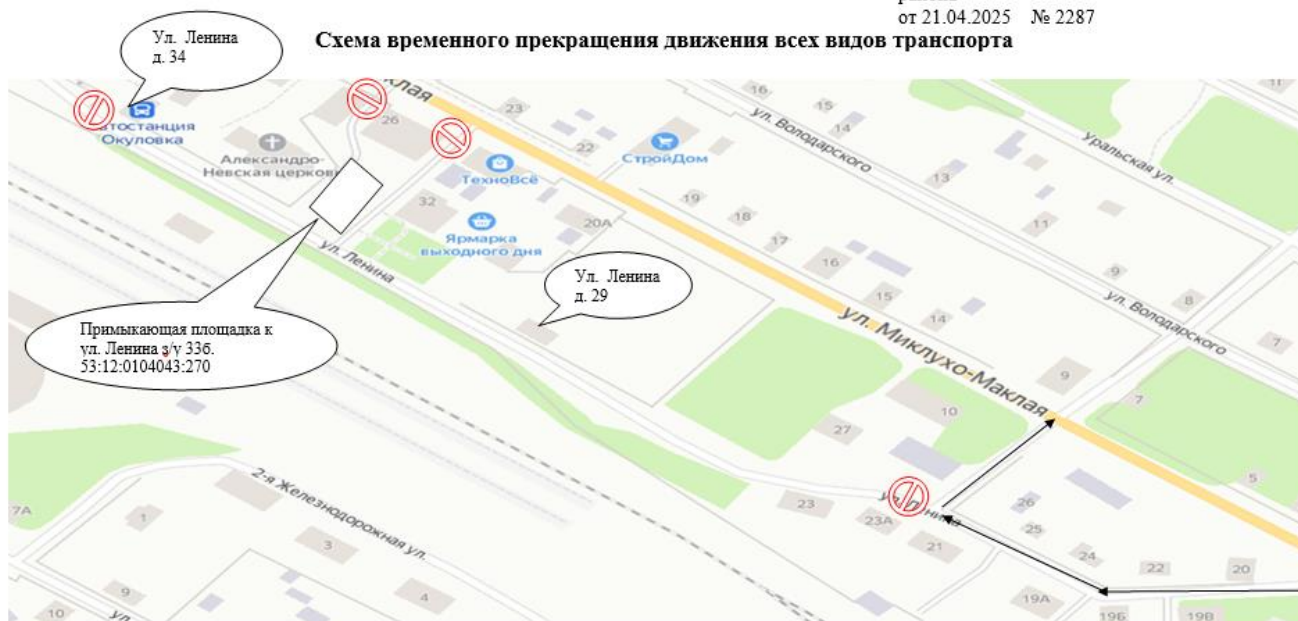 от 21.04.2025 № 2287
Схема временного прекращения движения всех видов транспорта
Ул. Ленина
д. 34
тостанция
Окуловка
Александро-
Невская церковь
клая
26
23
22
ТехноВсё
СтройДом
32
20А
Ярмарка
выходного дня
ул. Ленина
19
18
17
16
15
14
16
15
14
ул. Володарского
13
11
Уральская ул.
11
9
8
7
ул. Володарского
Ул. Ленина
д. 29
Примыкающая площадка к
ул. Ленина з/у 33б.
53:12:0104043:270
ул. Миклухо-Маклая
9
7
5
10
27
23
23А
21
ул. Ленина
26
25
24
22
20
19А
19Б
19В
2-я Железнодорожная ул.
7А
1
3
4
9
10
ул.